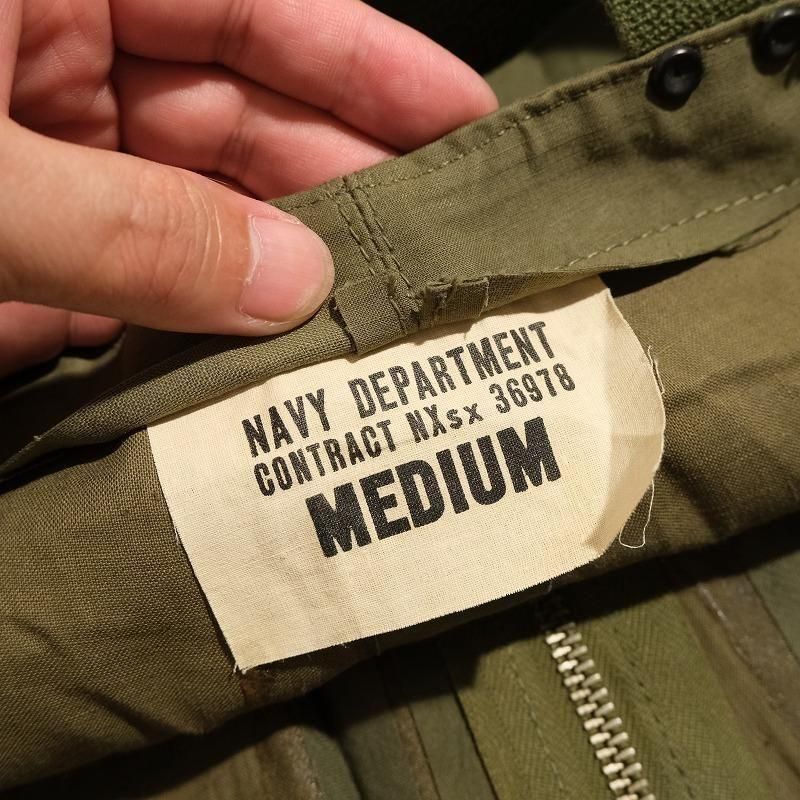 NAVY DEPARTMENT
CONTRACT NXsx 36978
MEDIUM